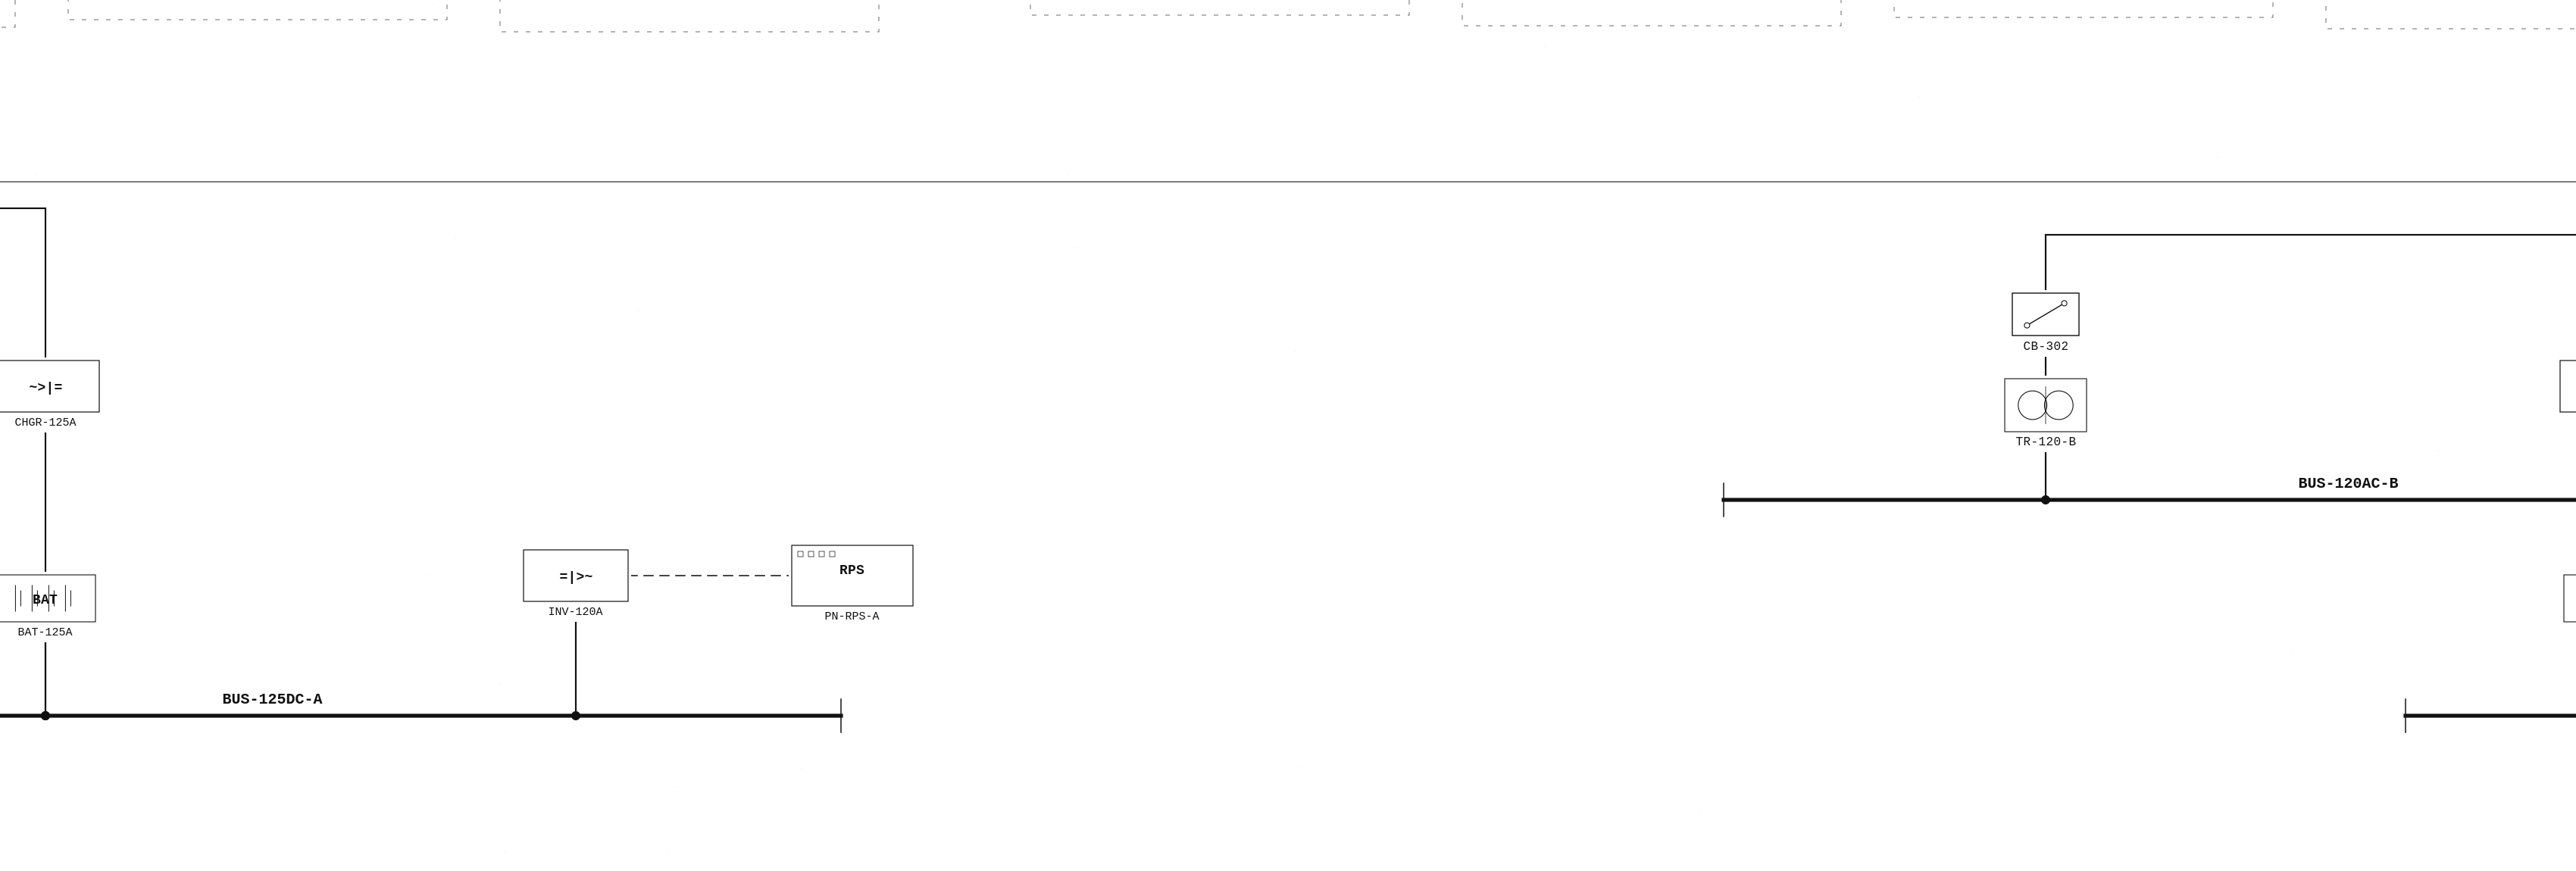 ~>|=
CHGR-125A
BAT
BAT-125A
BUS-125DC-A
=|>~
INV-120A
RPS
PN-RPS-A
CB-302
TR-120-B
BUS-120AC-B